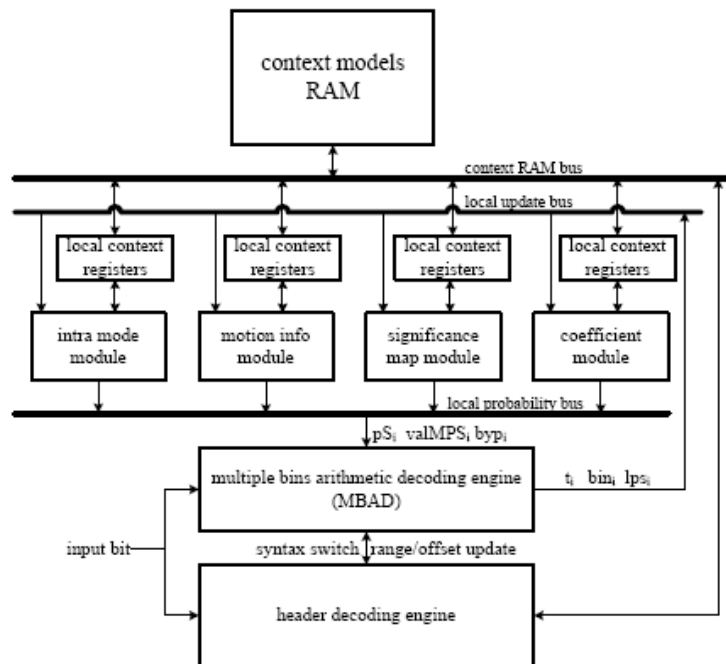 context models
RAM
context RAM bus
local update bus
local context
registers
local context
registers
local context
registers
local context
registers
intra mode
module
motion info
module
significance
map module
coefficient
module
local probability bus
pSᵢ valMPSᵢ bypᵢ
multiple bins arithmetic decoding engine
(MBAD)
tᵢ binᵢ lpsᵢ
input bit
syntax switch range/offset update
header decoding engine